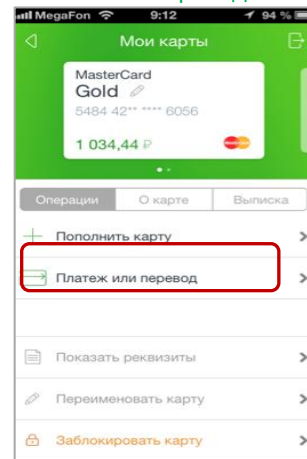 MegaFon 9:12 94 %
Мои карты
MasterCard
Gold
5484 42** **** 6056
1 034,44 ₽
Операции О карте Выписка
Пополнить карту
Платеж или перевод
Показать реквизиты
Переименовать карту
Заблокировать карту